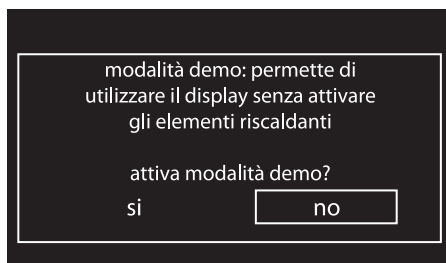 modalità demo: permette di
utilizzare il display senza attivare
gli elementi riscaldanti
attiva modalità demo?
si no